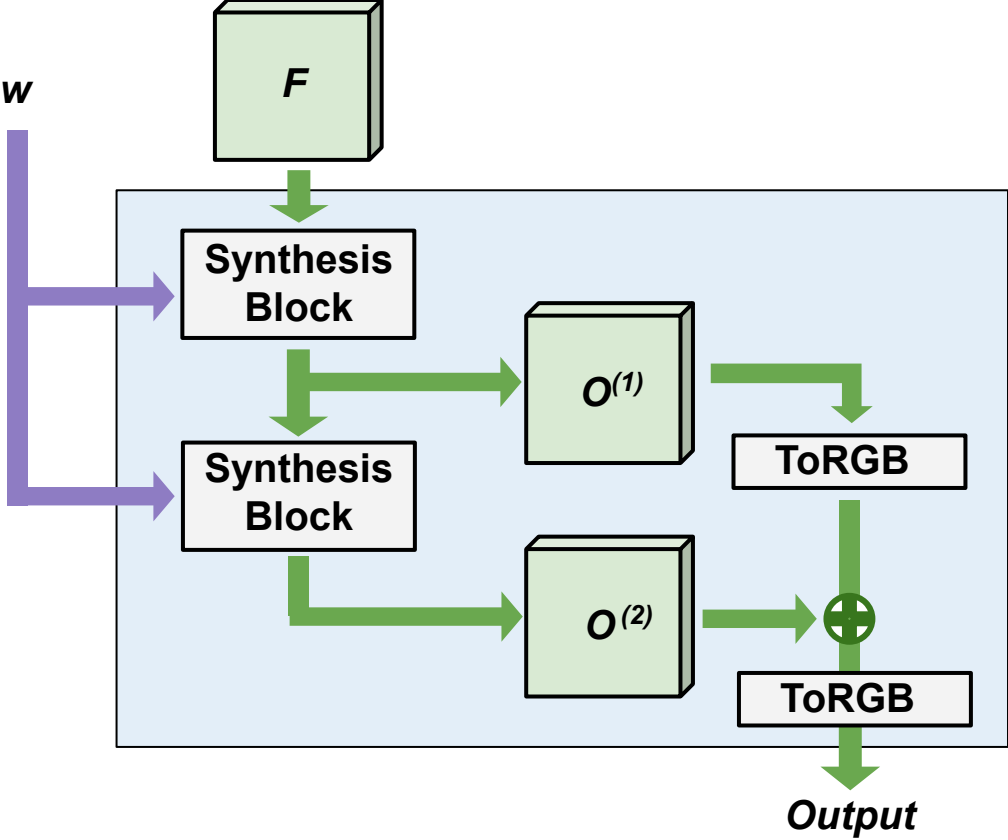 F
w
Synthesis
Block
O(1)
ToRGB
Synthesis
Block
O(2)
ToRGB
Output